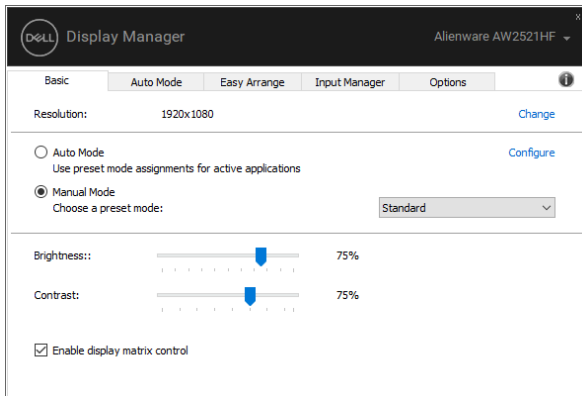 DELL Display Manager Alienware AW2521HF
Basic Auto Mode Easy Arrange Input Manager Options
Resolution: 1920x1080 Change
Auto Mode Configure
Use preset mode assignments for active applications
Manual Mode
Choose a preset mode: Standard
Brightness:: 75%
Contrast: 75%
Enable display matrix control